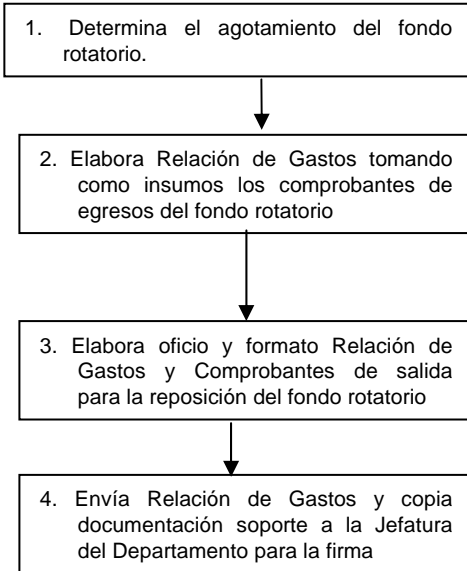 1. Determina el agotamiento del fondo
rotatorio.
2. Elabora Relación de Gastos tomando
como insumos los comprobantes de
egresos del fondo rotatorio
3. Elabora oficio y formato Relación de
Gastos y Comprobantes de salida
para la reposición del fondo rotatorio
4. Envía Relación de Gastos y copia
documentación soporte a la Jefatura
del Departamento para la firma